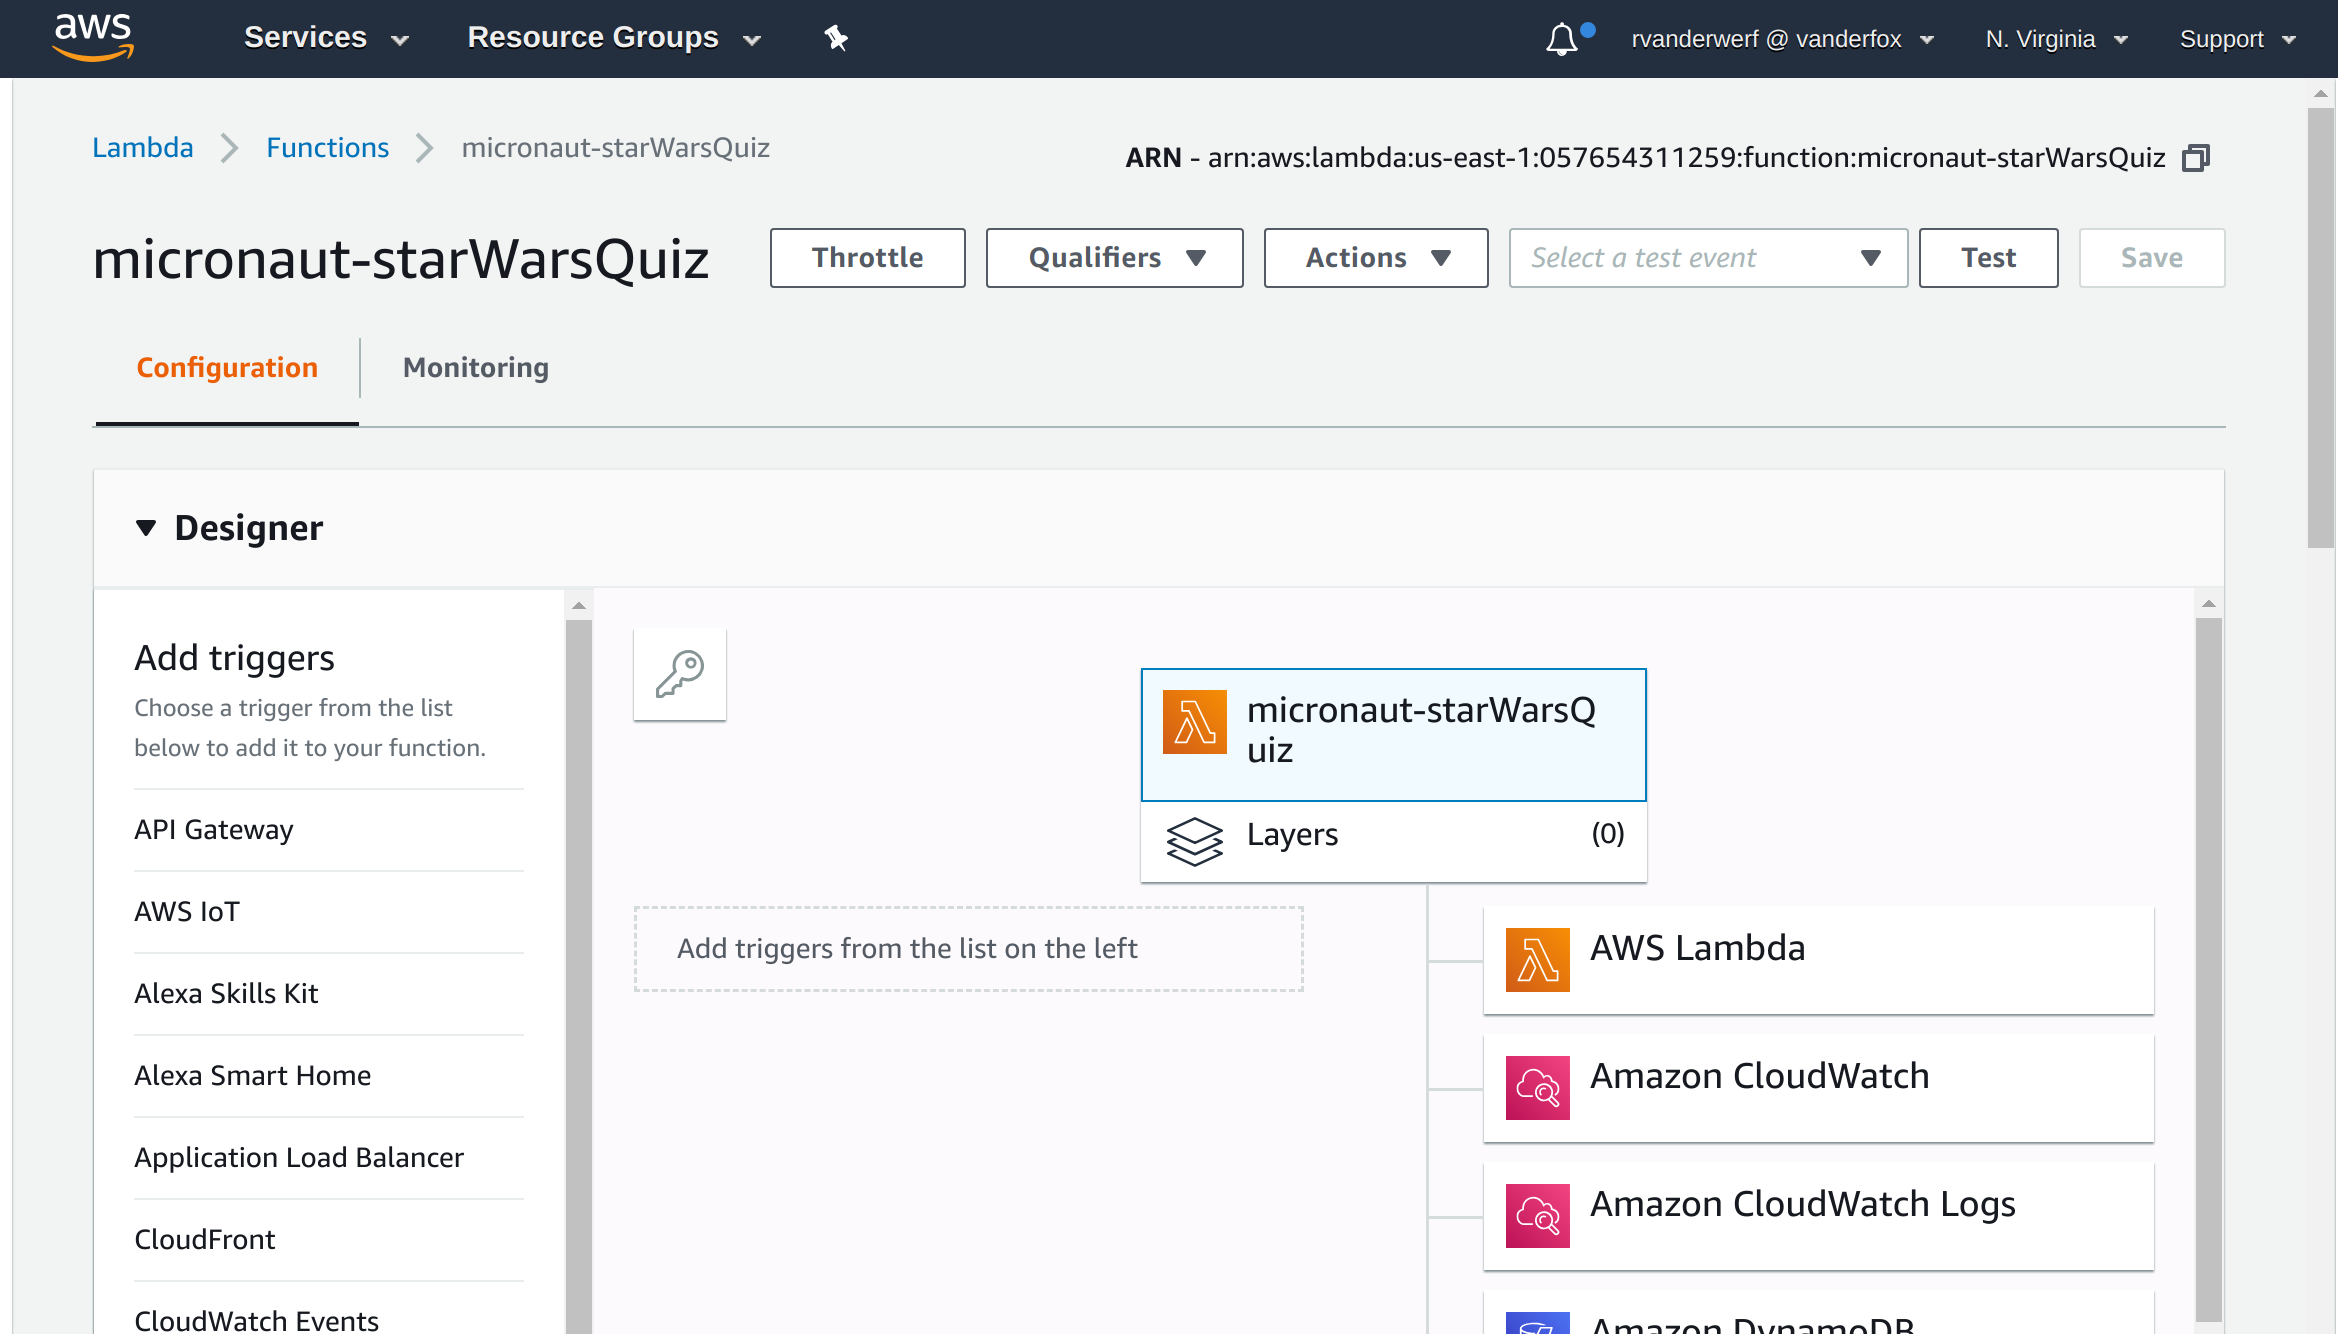 aws
Services
Resource Groups
rvanderwerf @ vanderfox
N. Virginia
Support
Lambda
Functions
micronaut-starWarsQuiz
ARN - arn:aws:lambda:us-east-1:057654311259:function:micronaut-starWarsQuiz
micronaut-starWarsQuiz
Throttle
Qualifiers
Actions
Select a test event
Test
Save
Configuration
Monitoring
Designer
Add triggers
Choose a trigger from the list
below to add it to your function.
API Gateway
AWS IoT
Alexa Skills Kit
Alexa Smart Home
Application Load Balancer
CloudFront
CloudWatch Events
micronaut-starWarsQ
uiz
Layers
(0)
Add triggers from the list on the left
AWS Lambda
Amazon CloudWatch
Amazon CloudWatch Logs
Amazon DynamoDB